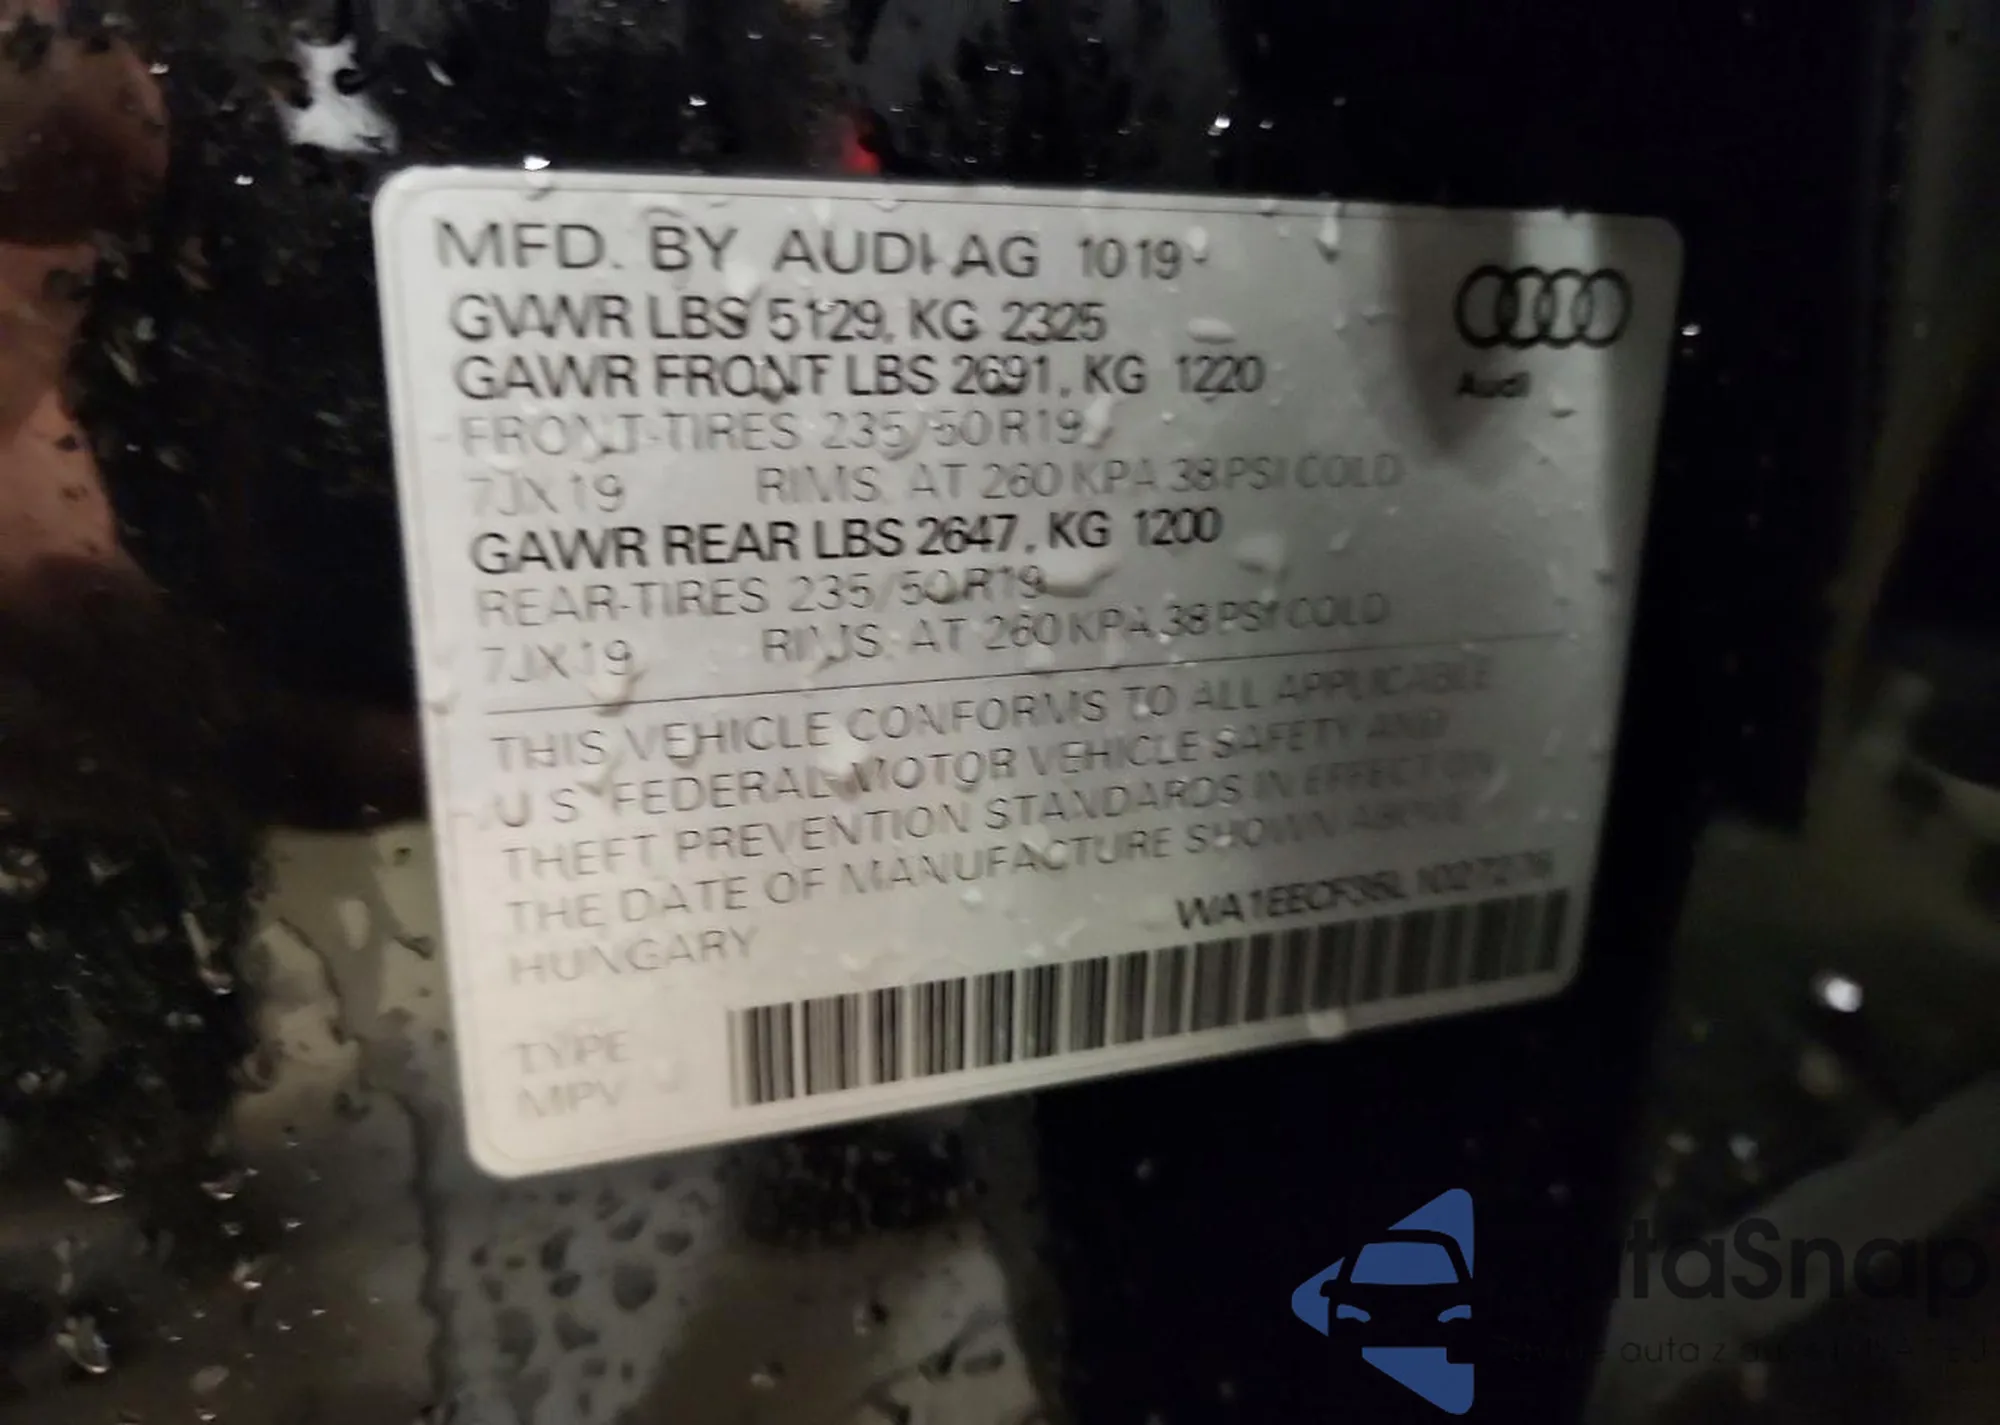 MFD. BY AUDI AG 1019
GVWR LBS 5129, KG 2325
GAWR FRONT LBS 2691, KG 1220
FRONT-TIRES 235/50R19
7JX19 RIMS. AT 260 KPA 38 PSI COLD
GAWR REAR LBS 2647, KG 1200
REAR-TIRES 235/50R19
7JX19 RIMS. AT 260 KPA 38 PSI COLD
THIS VEHICLE CONFORMS TO ALL APPLICABLE
U S FEDERAL MOTOR VEHICLE SAFETY AND
THEFT PREVENTION STANDARDS IN EFFECT ON
THE DATE OF MANUFACTURE SHOWN ABOVE
HUNGARY
TYPE
MPV
Audi
taSnap
auta z